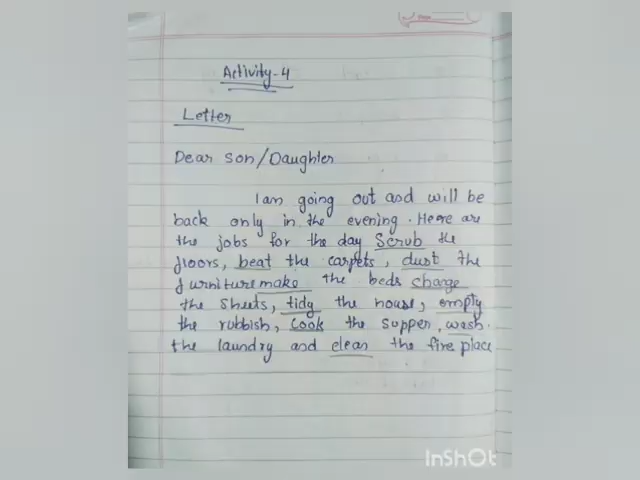 Activity-4
Letter
Dear Son/Daughter
I am going out and will be
back only in the evening. Here are
the jobs for the day Scrub the
floors, beat the carpets, dust the
furniture make the beds change
the sheets, tidy the house, empty
the rubbish, cook the supper, wash.
the laundry and clean the fire place
InShOt